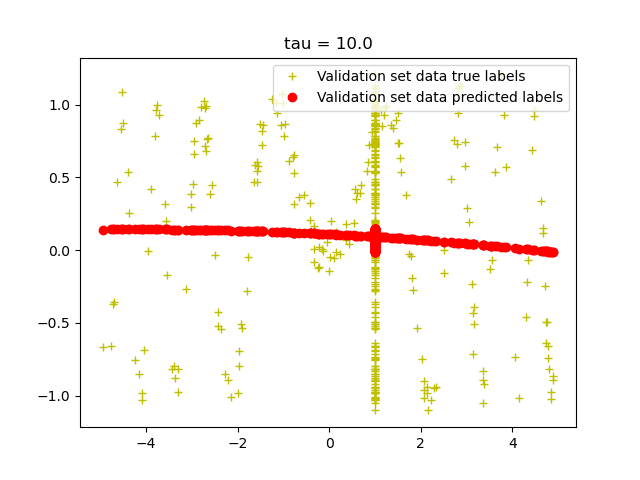 tau = 10.0
Validation set data true labels
Validation set data predicted labels
1.0
0.5
0.0
−0.5
−1.0
−4 −2 0 2 4